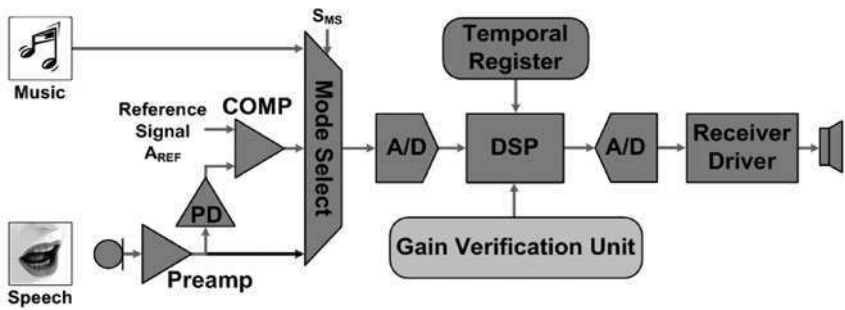 S_MS
Music
Reference
Signal
A_REF
COMP
Mode Select
Temporal
Register
A/D
DSP
A/D
Receiver
Driver
PD
Preamp
Speech
Gain Verification Unit